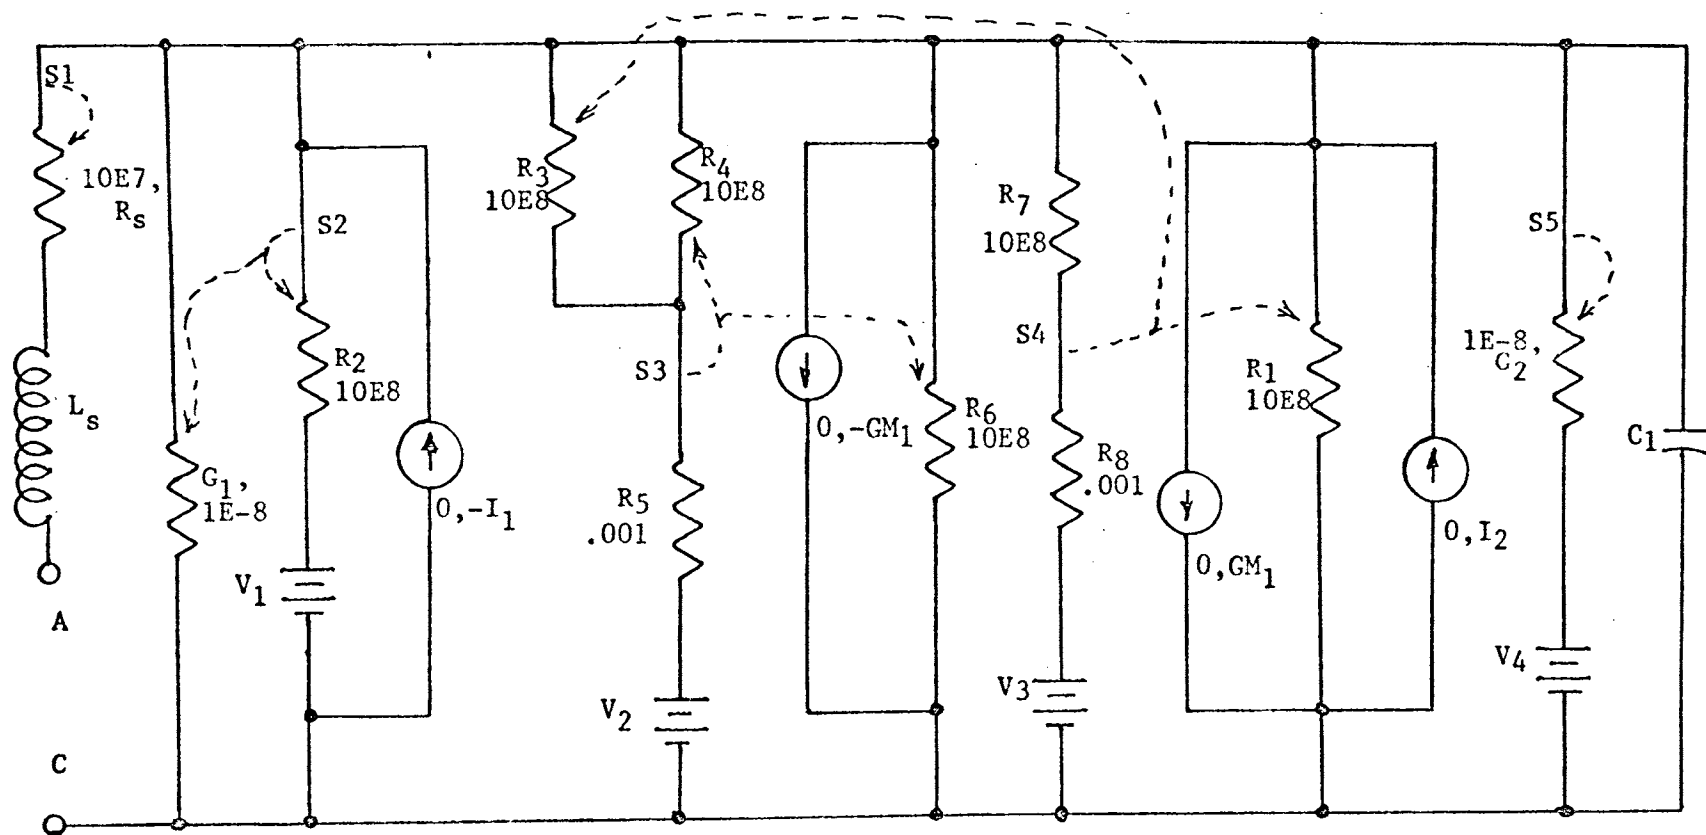 S1
10E7,
Rs
Ls
A
C
G1,
1E-8
S2
R2
10E8
V1
0,-I1
R3
10E8
R4
10E8
S3
R5
.001
V2
0,-GM1
R6
10E8
R7
10E8
S4
R8
.001
V3
0,GM1
R1
10E8
0,I2
S5
1E-8,
G2
V4
C1